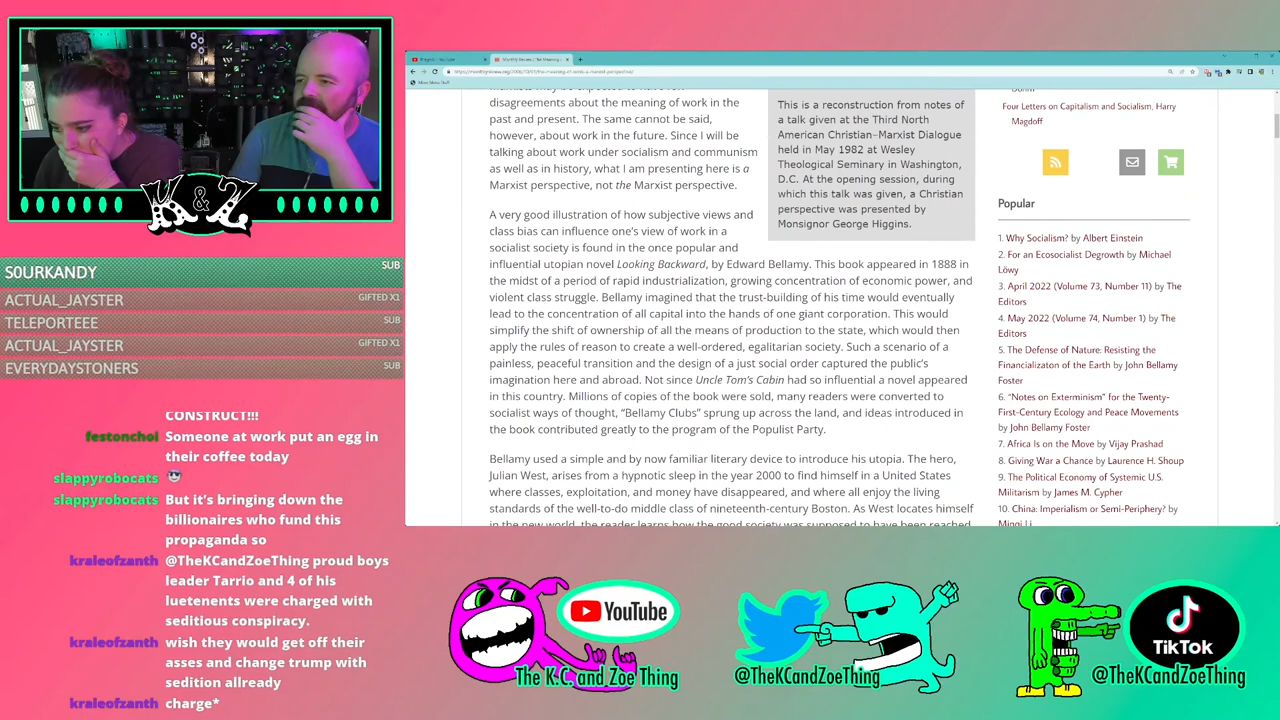 K & Z
S0URKANDY SUB
ACTUAL_JAYSTER GIFTED X1
TELEPORTEEE SUB
ACTUAL_JAYSTER GIFTED X1
EVERYDAYSTONERS SUB
CONSTRUCT!!!
festonchoi Someone at work put an egg in
their coffee today
slappyrobocats
slappyrobocats But it's bringing down the
billionaires who fund this
propaganda so
kraleofzanth @TheKCandZoeThing proud boys
leader Tarrio and 4 of his
luetenents were charged with
seditious conspiracy.
kraleofzanth wish they would get off their
asses and change trump with
sedition allready
kraleofzanth charge*
disagreements about the meaning of work in the
past and present. The same cannot be said,
however, about work in the future. Since I will be
talking about work under socialism and communism
as well as in history, what I am presenting here is a
Marxist perspective, not the Marxist perspective.
This is a reconstruction from notes of
a talk given at the Third North
American Christian–Marxist Dialogue
held in May 1982 at Wesley
Theological Seminary in Washington,
D.C. At the opening session, during
which this talk was given, a Christian
perspective was presented by
Monsignor George Higgins.
A very good illustration of how subjective views and
class bias can influence one's view of work in a
socialist society is found in the once popular and
influential utopian novel Looking Backward, by Edward Bellamy. This book appeared in 1888 in
the midst of a period of rapid industrialization, growing concentration of economic power, and
violent class struggle. Bellamy imagined that the trust-building of his time would eventually
lead to the concentration of all capital into the hands of one giant corporation. This would
simplify the shift of ownership of all the means of production to the state, which would then
apply the rules of reason to create a well-ordered, egalitarian society. Such a scenario of a
painless, peaceful transition and the design of a just social order captured the public's
imagination here and abroad. Not since Uncle Tom's Cabin had so influential a novel appeared
in this country. Millions of copies of the book were sold, many readers were converted to
socialist ways of thought, "Bellamy Clubs" sprung up across the land, and ideas introduced in
the book contributed greatly to the program of the Populist Party.
Bellamy used a simple and by now familiar literary device to introduce his utopia. The hero,
Julian West, arises from a hypnotic sleep in the year 2000 to find himself in a United States
where classes, exploitation, and money have disappeared, and where all enjoy the living
standards of the well-to-do middle class of nineteenth-century Boston. As West locates himself
in the new world, the reader learns how the good society was supposed to have been reached
Four Letters on Capitalism and Socialism, Harry
Magdoff
Popular
1. Why Socialism? by Albert Einstein
2. For an Ecosocialist Degrowth by Michael
Löwy
3. April 2022 (Volume 73, Number 11) by The
Editors
4. May 2022 (Volume 74, Number 1) by The
Editors
5. The Defense of Nature: Resisting the
Financializaton of the Earth by John Bellamy
Foster
6. "Notes on Exterminism" for the Twenty-
First-Century Ecology and Peace Movements
by John Bellamy Foster
7. Africa Is on the Move by Vijay Prashad
8. Giving War a Chance by Laurence H. Shoup
9. The Political Economy of Systemic U.S.
Militarism by James M. Cypher
10. China: Imperialism or Semi-Periphery? by
Minqi Li
YouTube
The K.C. and Zoe Thing
@TheKCandZoeThing
TikTok
@TheKCandZoeThing